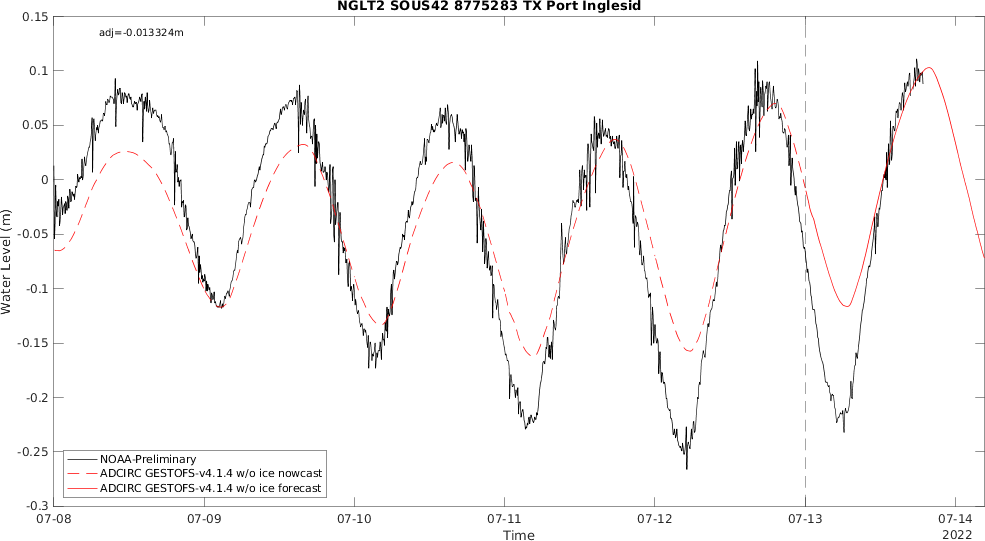 NGLT2 SOUS42 8775283 TX Port Inglesid
adj=-0.013324m
0.15
0.1
0.05
0
-0.05
-0.1
-0.15
-0.2
-0.25
-0.3
Water Level (m)
NOAA-Preliminary
ADCIRC GESTOFS-v4.1.4 w/o ice nowcast
ADCIRC GESTOFS-v4.1.4 w/o ice forecast
07-08 07-09 07-10 07-11 07-12 07-13 07-14
2022
Time